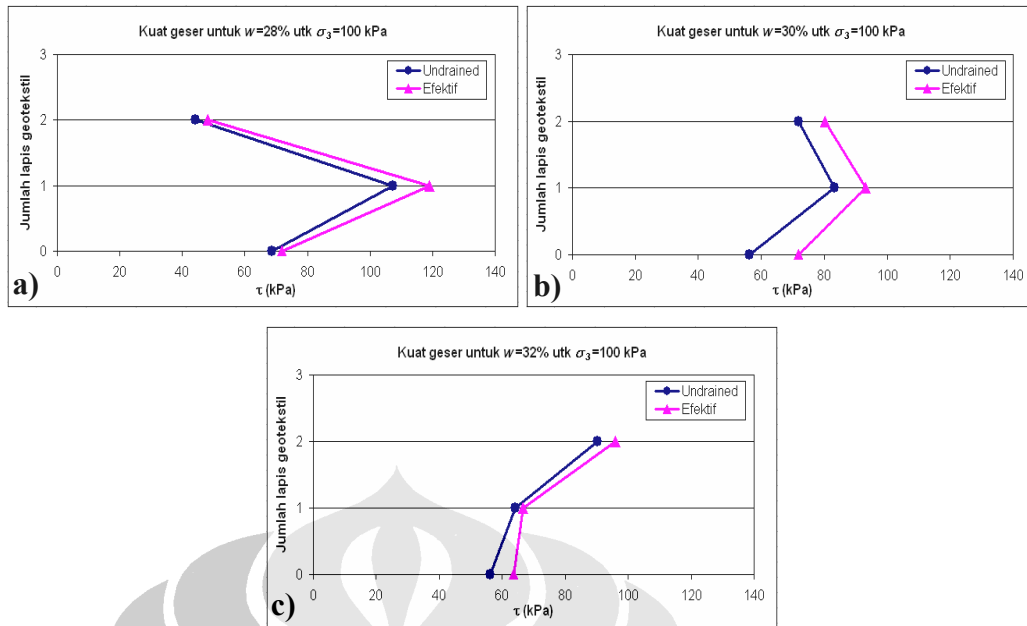 Kuat geser untuk w=28% utk σ₃=100 kPa
Jumlah lapis geotekstil
3
2
1
0
Undrained
Efektif
0 20 40 60 80 100 120 140
τ (kPa)
a)
Kuat geser untuk w=30% utk σ₃=100 kPa
Jumlah lapis geotekstil
3
2
1
0
Undrained
Efektif
0 20 40 60 80 100 120 140
τ (kPa)
b)
Kuat geser untuk w=32% utk σ₃=100 kPa
Jumlah lapis geotekstil
3
2
1
0
Undrained
Efektif
0 20 40 60 80 100 120 140
τ (kPa)
c)